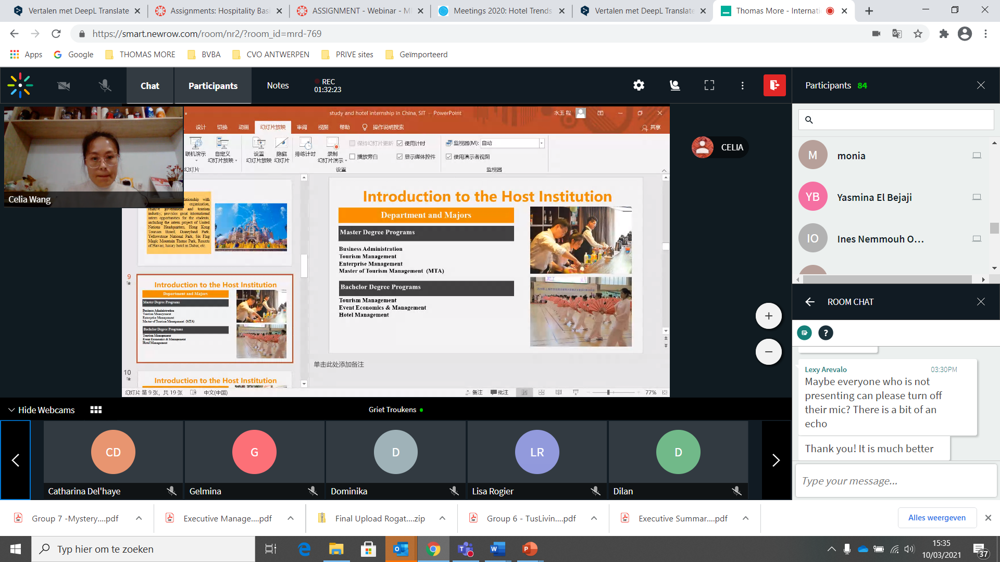 Vertalen met DeepL Translate
Assignments: Hospitality Basi
ASSIGNMENT - Webinar - MI
Meetings 2020: Hotel Trends
Vertalen met DeepL Translate
Thomas More - Internati
https://smart.newrow.com/room/nr2/?room_id=mrd-769
Apps
Google
THOMAS MORE
BVBA
CVO ANTWERPEN
PRIVE sites
Geïmporteerd
Chat
Participants
Notes
REC
01:32:23
Participants 84
study and hotel internship in China, SIT – PowerPoint
水玉 程
设计
切换
动画
幻灯片放映
审阅
视图
帮助
操作说明搜索
共享
联机演示
自定义
幻灯片放映
设置
幻灯片放映
隐藏
幻灯片
排练计时
录制
幻灯片演示
保持幻灯片更新
使用计时
播放旁白
显示媒体控件
监视器(M):
自动
使用演示者视图
幻灯片
设置
监视器
Celia Wang
CELIA
lationship with
organization,
relative government and tourism
industry, provides great international
intern opportunities for the students,
including the intern project of United
Nations Headquarters, Hong Kong
Tourism Board, Disneyland Park,
Yellowstone National Park, Six Flag
Magic Mountain Theme Park, Resorts
of Hawaii, luxury hotel in Dubai, etc.
9
Introduction to the Host Institution
Department and Majors
Master Degree Programs
Business Administration
Tourism Management
Enterprise Management
Master of Tourism Management (MTA)
Bachelor Degree Programs
Tourism Management
Event Economics & Management
Hotel Management
10
Introduction to the Host Institution
Introduction to the Host Institution
Department and Majors
Master Degree Programs
Business Administration
Tourism Management
Enterprise Management
Master of Tourism Management (MTA)
Bachelor Degree Programs
Tourism Management
Event Economics & Management
Hotel Management
单击此处添加备注
幻灯片 第 9 张, 共 19 张
中文(中国)
备注
批注
77%
M
monia
YB
Yasmina El Bejaji
IO
Ines Nemmouh O...
ROOM CHAT
?
Lexy Arevalo
03:30PM
Maybe everyone who is not
presenting can please turn off
their mic? There is a bit of an
echo
Thank you! It is much better
Type your message...
Hide Webcams
Griet Troukens
CD
Catharina Del'haye
G
Gelmina
D
Dominika
LR
Lisa Rogier
D
Dilan
Group 7 -Mystery....pdf
Executive Manage....pdf
Final Upload Rogat....zip
Group 6 - TusLivin....pdf
Executive Summar....pdf
Alles weergeven
Typ hier om te zoeken
15:35
10/03/2021
37